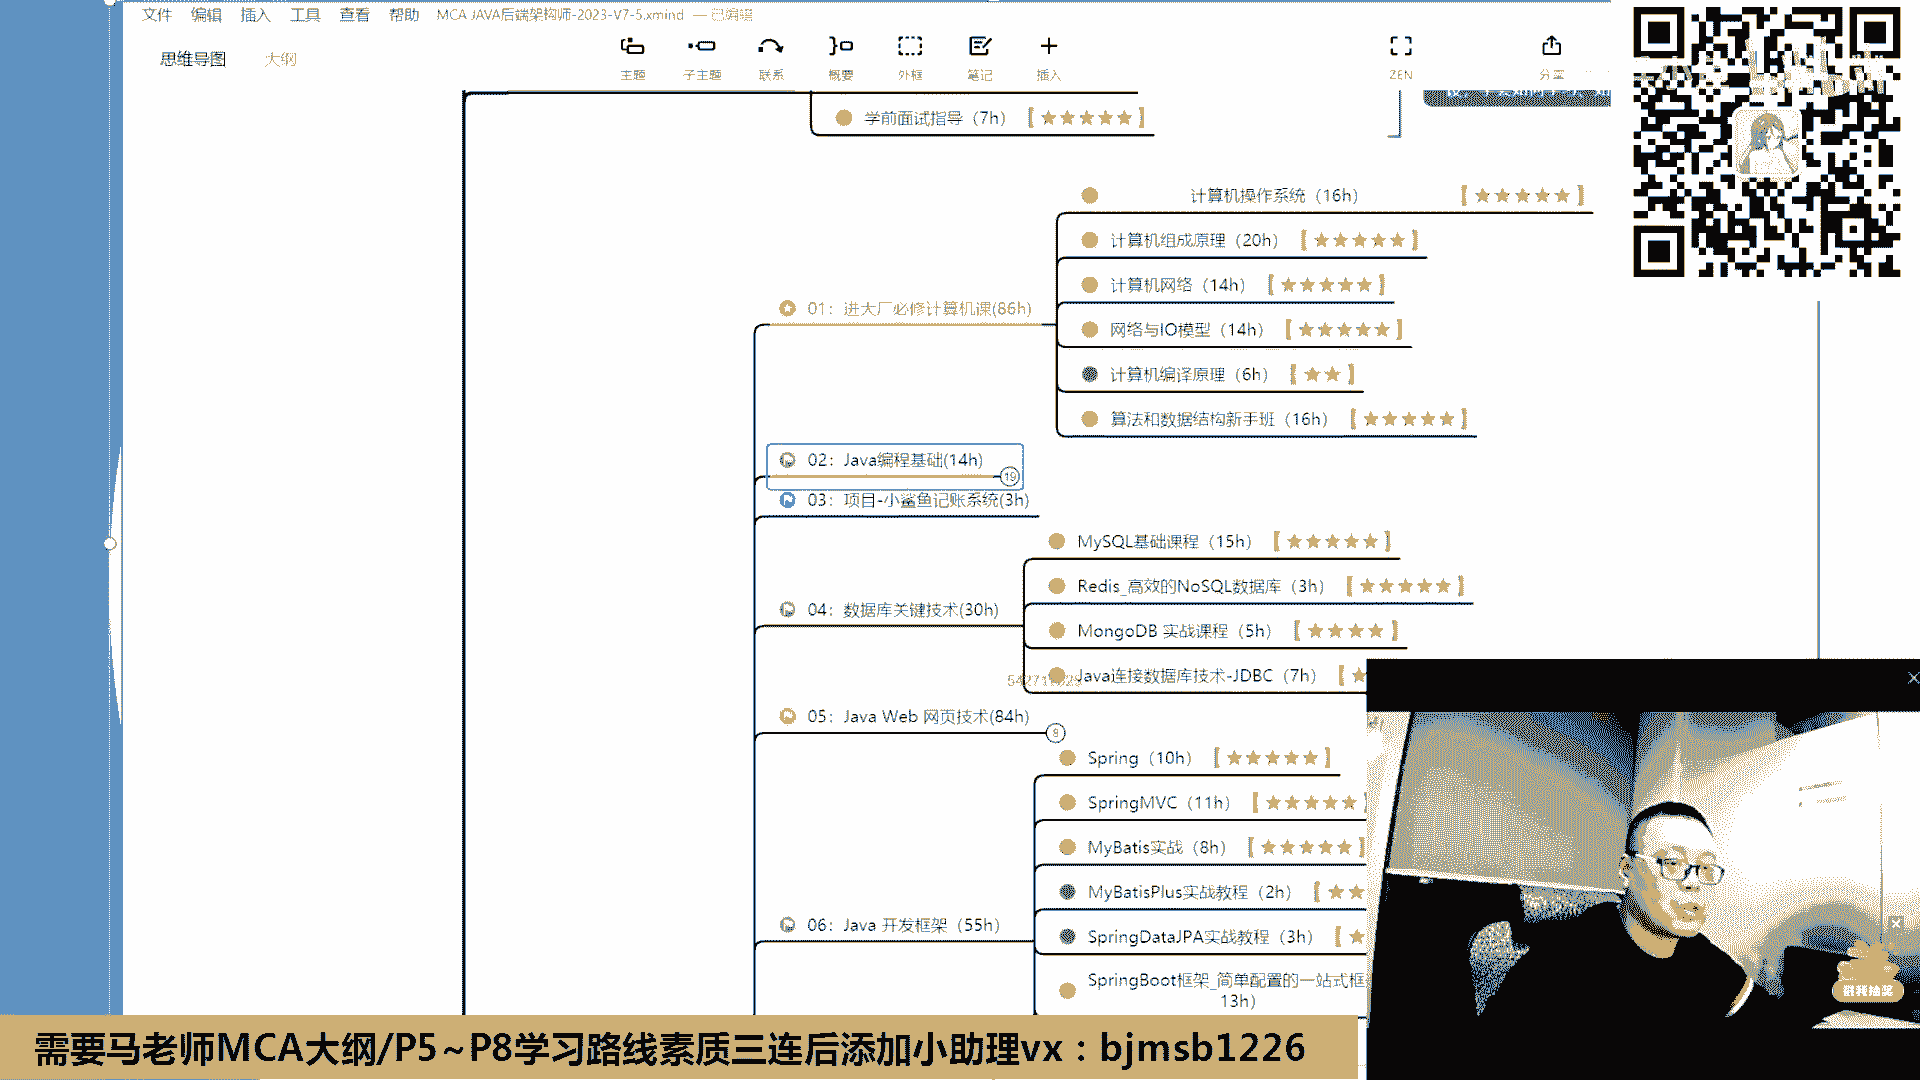 文件 编辑 插入 工具 查看 帮助 MCA JAVA后端架构师-2023-V7-5.xmind — 已编辑
思维导图 大纲
主题 子主题 联系 概要 外框 笔记 插入 ZEN 分享
学前面试指导（7h）【★★★★★】
计算机操作系统（16h）【★★★★★】
计算机组成原理（20h）【★★★★★】
计算机网络（14h）【★★★★★】
01：进大厂必修计算机课(86h)
网络与IO模型（14h）【★★★★★】
计算机编译原理（6h）【★★】
算法和数据结构新手班（16h）【★★★★★】
02：Java编程基础(14h)
19
03：项目-小鲨鱼记账系统(3h)
MySQL基础课程（15h）【★★★★★】
Redis_高效的NoSQL数据库（3h）【★★★★★】
04：数据库关键技术(30h)
MongoDB 实战课程（5h）【★★★★】
Java连接数据库技术-JDBC（7h）【★
05：Java Web 网页技术(84h)
8
Spring（10h）【★★★★★】
SpringMVC（11h）【★★★★★】
MyBatis实战（8h）【★★★★★】
MyBatisPlus实战教程（2h）【★★
06：Java 开发框架（55h）
SpringDataJPA实战教程（3h）【★
SpringBoot框架_简单配置的一站式框
13h）
戳我抽奖
需要马老师MCA大纲/P5~P8学习路线素质三连后添加小助理vx：bjmsb1226